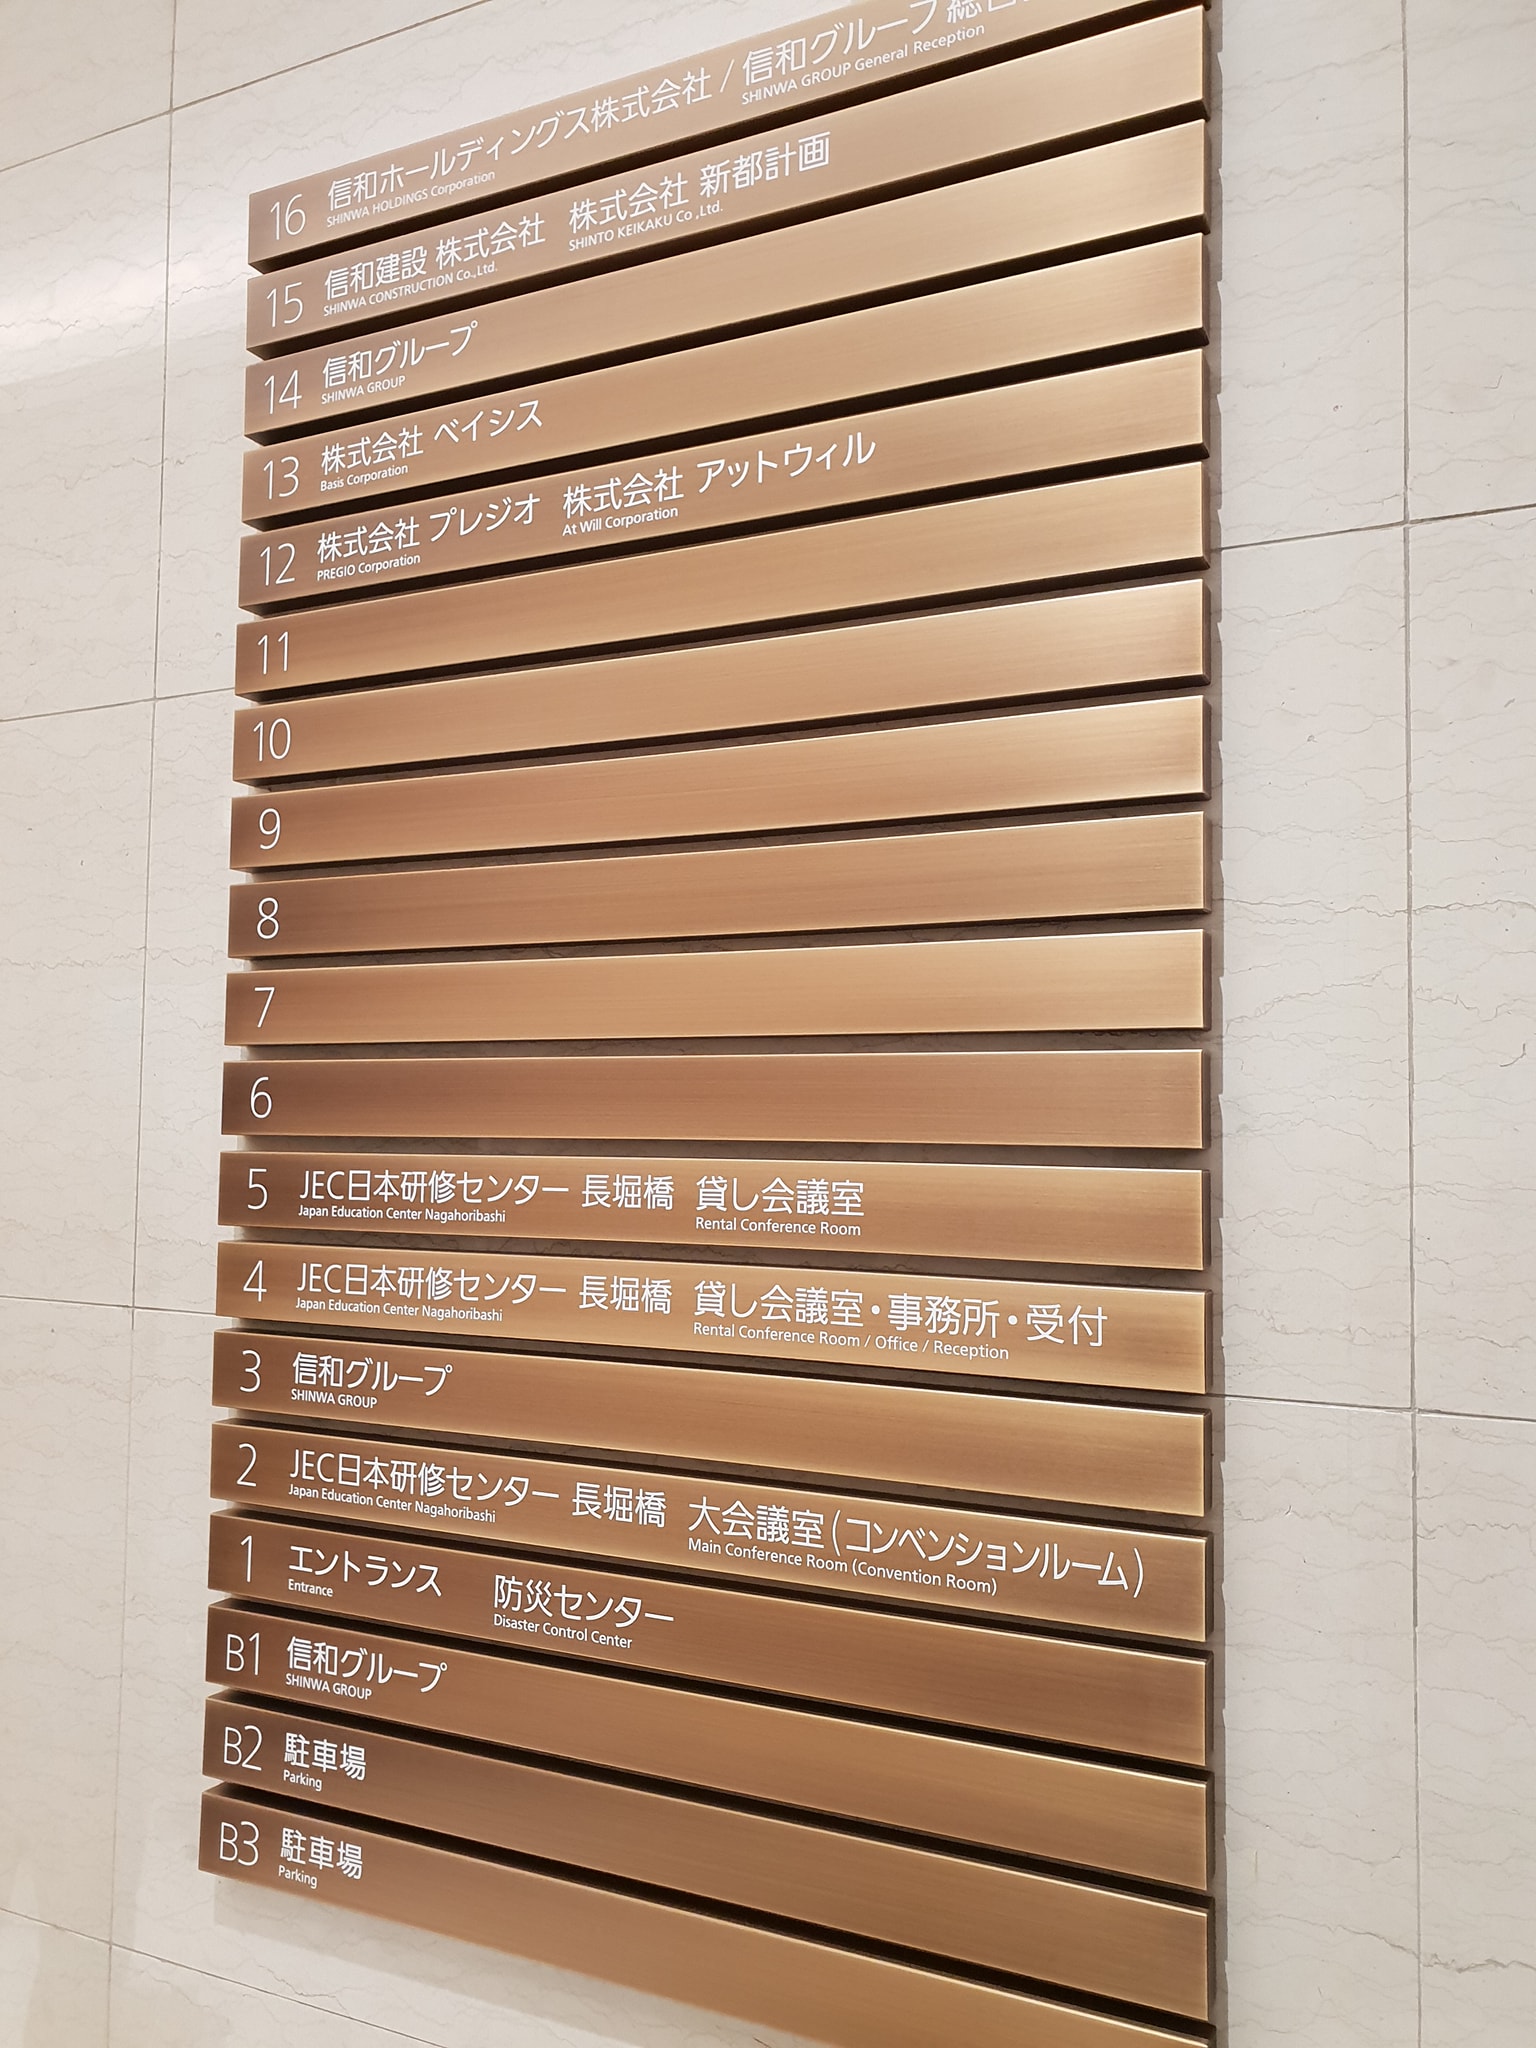 16 信和ホールディングス株式会社 / 信和グループ
SHINWA HOLDINGS Corporation SHINWA GROUP General Reception
15 信和建設 株式会社 株式会社 新都計画
SHINWA CONSTRUCTION Co.,Ltd. SHINTO KEIKAKU Co.,Ltd.
14 信和グループ
SHINWA GROUP
13 株式会社 ベイシス
Basis Corporation
12 株式会社 プレジオ 株式会社 アットウィル
PREGIO Corporation At Will Corporation
11
10
9
8
7
6
5 JEC日本研修センター 長堀橋 貸し会議室
Japan Education Center Nagahoribashi Rental Conference Room
4 JEC日本研修センター 長堀橋 貸し会議室・事務所・受付
Japan Education Center Nagahoribashi Rental Conference Room / Office / Reception
3 信和グループ
SHINWA GROUP
2 JEC日本研修センター 長堀橋 大会議室(コンベンションルーム)
Japan Education Center Nagahoribashi Main Conference Room (Convention Room)
1 エントランス 防災センター
Entrance Disaster Control Center
B1 信和グループ
SHINWA GROUP
B2 駐車場
Parking
B3 駐車場
Parking